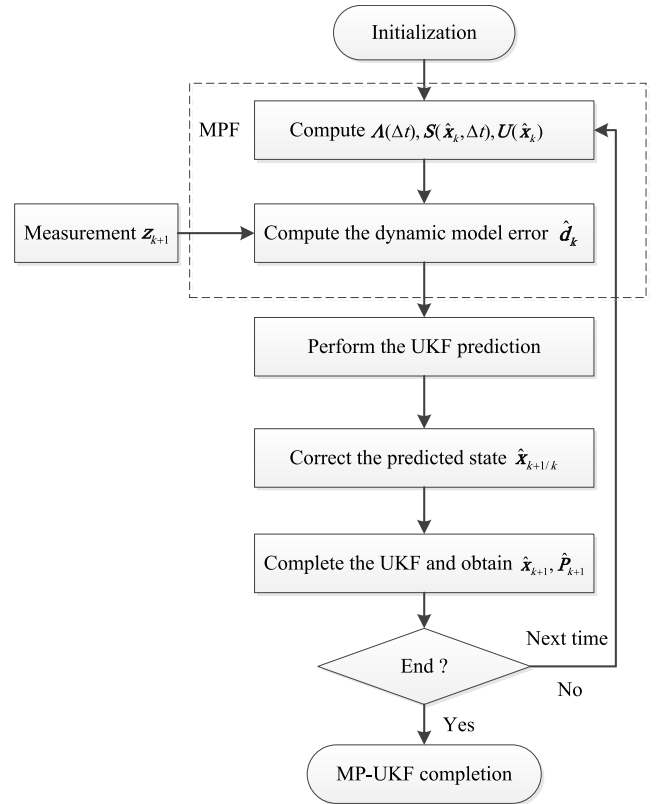 Initialization
MPF
Compute Λ(Δt), S(x̂ₖ, Δt), U(x̂ₖ)
Measurement zₖ₊₁
Compute the dynamic model error d̂ₖ
Perform the UKF prediction
Correct the predicted state x̂ₖ₊₁/ₖ
Complete the UKF and obtain x̂ₖ₊₁, P̂ₖ₊₁
Next time
End ?
No
Yes
MP-UKF completion